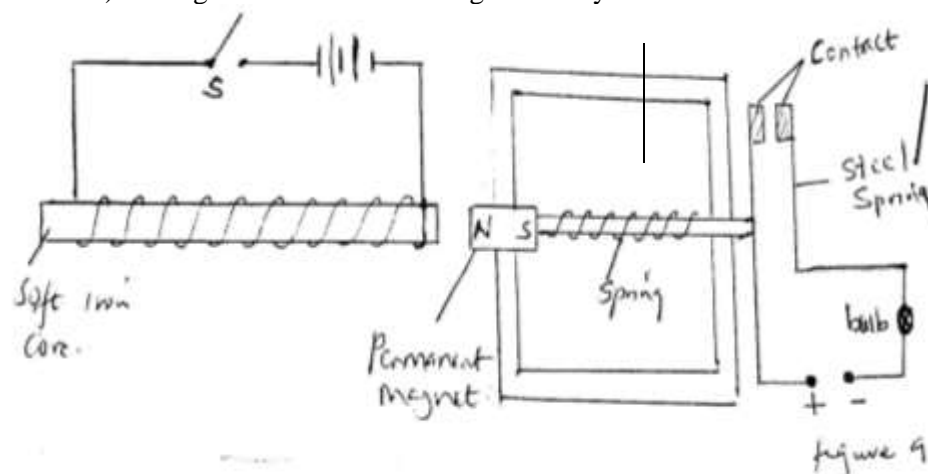 S
Contact
Steel
Spring
N S
Spring
Soft iron
Core.
Permanent
Magnet
bulb
+ -
figure 9